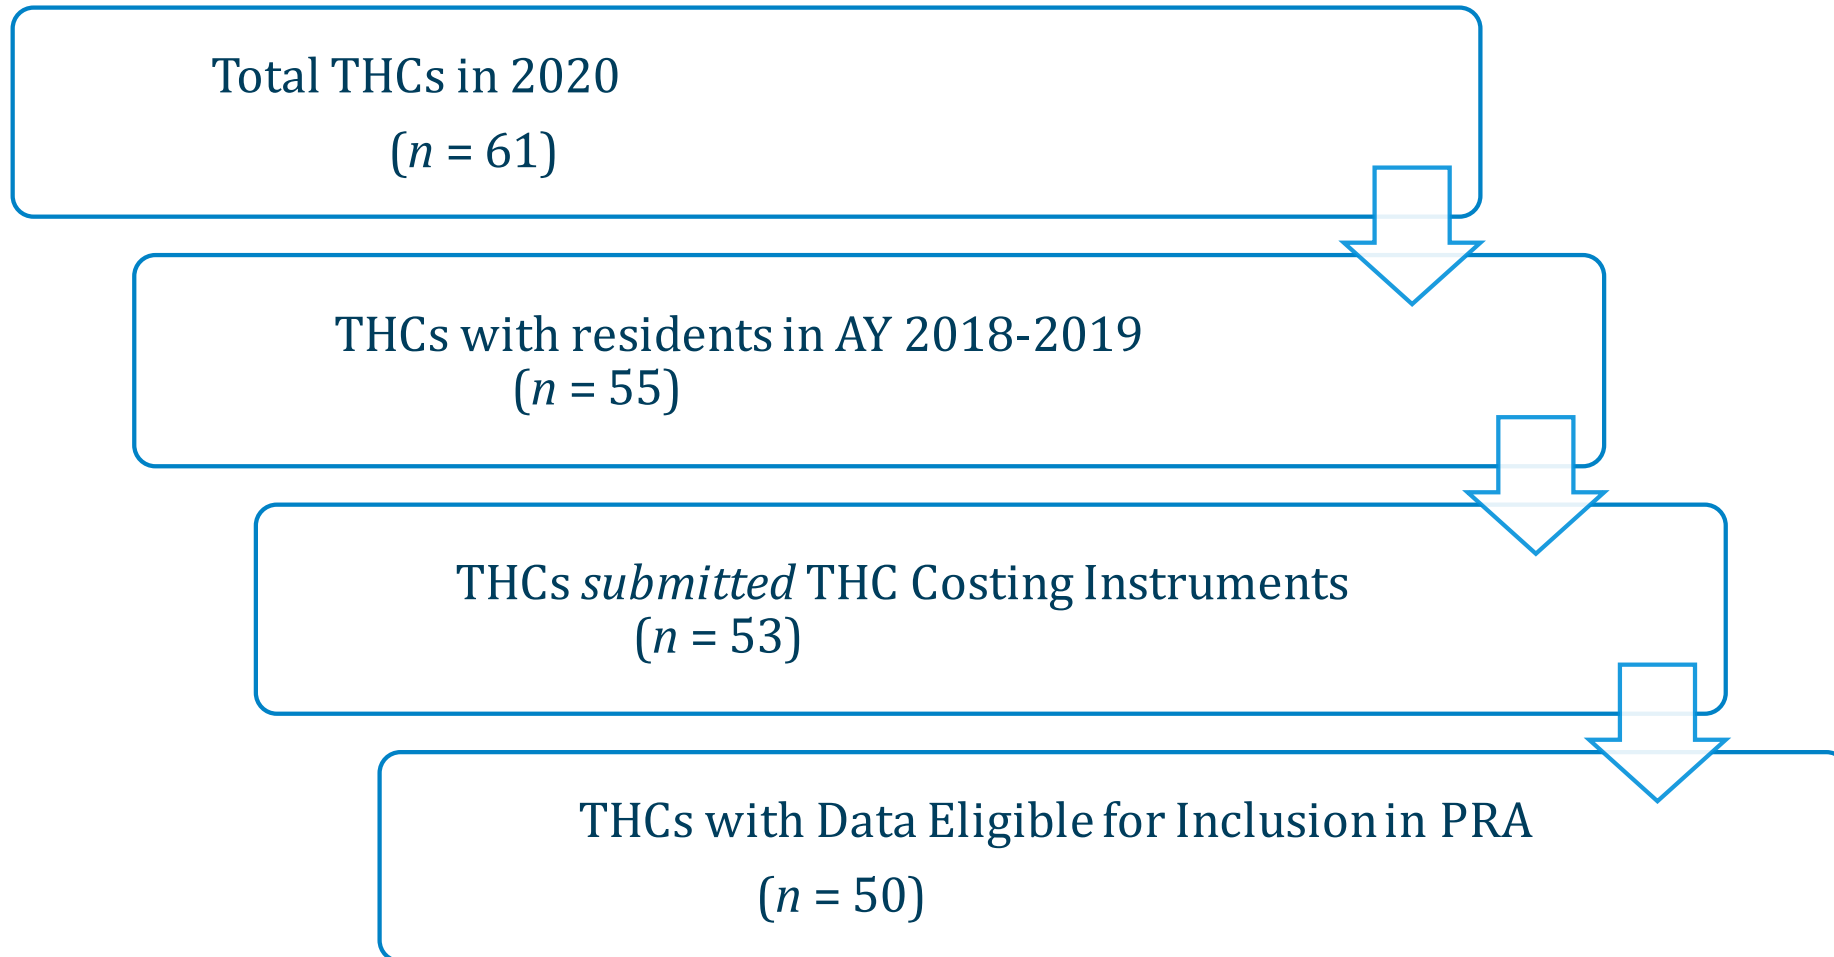 Total THCs in 2020
(n = 61)
THCs with residents in AY 2018-2019
(n = 55)
THCs submitted THC Costing Instruments
(n = 53)
THCs with Data Eligible for Inclusion in PRA
(n = 50)